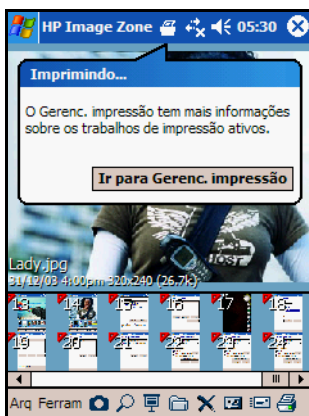 HP Image Zone 05:30
Imprimindo...
O Gerenc. impressão tem mais informações
sobre os trabalhos de impressão ativos.
Ir para Gerenc. impressão
Lady.jpg
31/12/03 4:00pm 320x240 (26.7k)
13 14 15 16 17 18
19 20 21 22 23 24
Arq Ferram